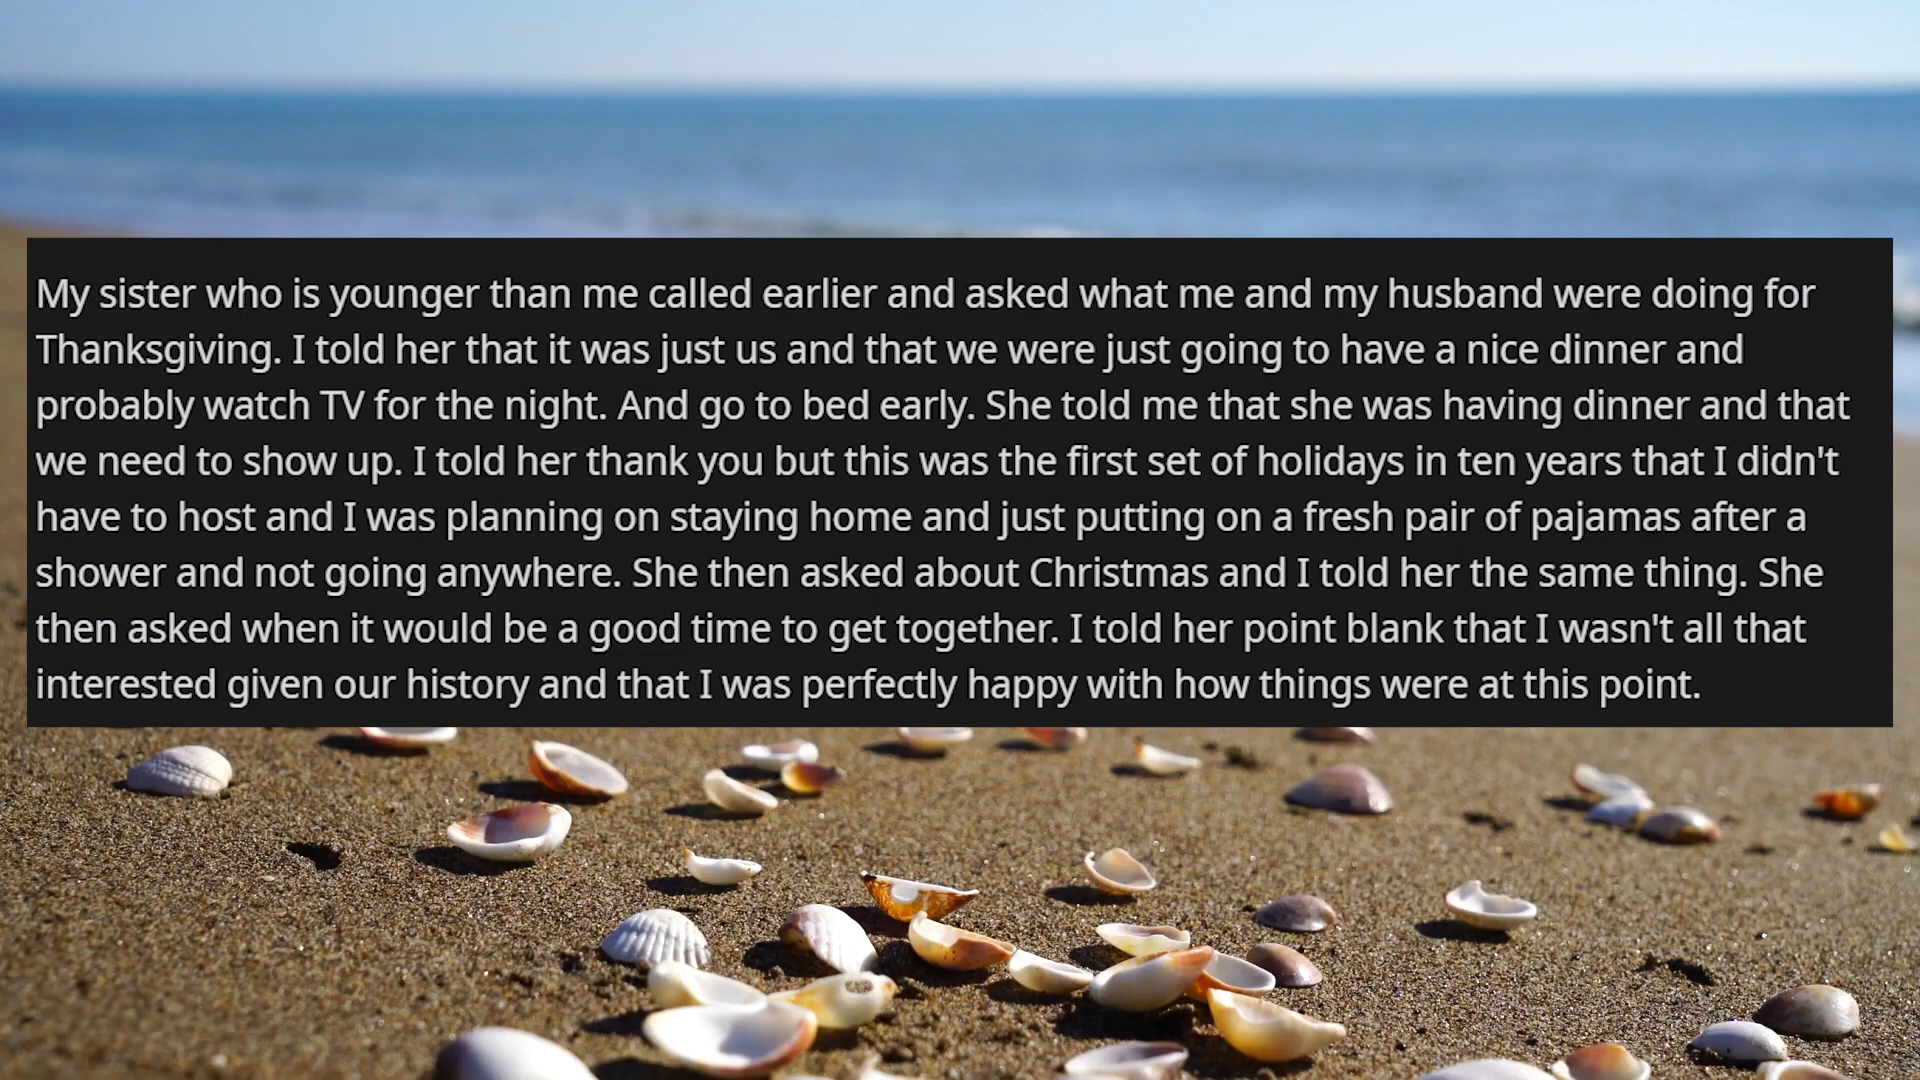 My sister who is younger than me called earlier and asked what me and my husband were doing for
Thanksgiving. I told her that it was just us and that we were just going to have a nice dinner and
probably watch TV for the night. And go to bed early. She told me that she was having dinner and that
we need to show up. I told her thank you but this was the first set of holidays in ten years that I didn't
have to host and I was planning on staying home and just putting on a fresh pair of pajamas after a
shower and not going anywhere. She then asked about Christmas and I told her the same thing. She
then asked when it would be a good time to get together. I told her point blank that I wasn't all that
interested given our history and that I was perfectly happy with how things were at this point.